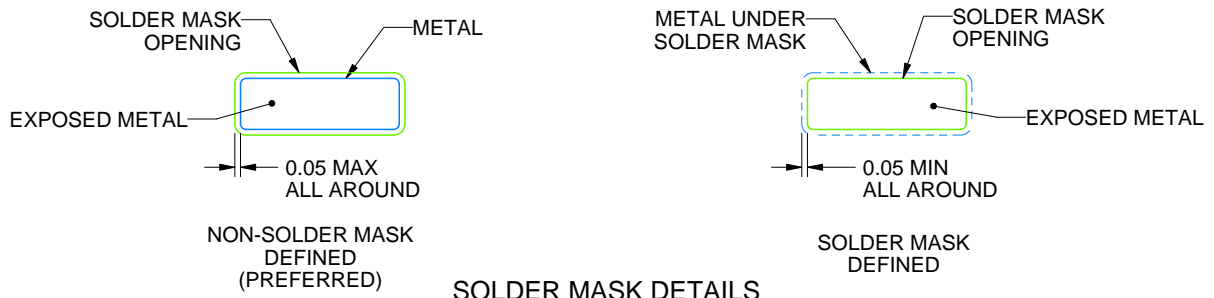 SOLDER MASK
OPENING
METAL
EXPOSED METAL
0.05 MAX
ALL AROUND
NON-SOLDER MASK
DEFINED
(PREFERRED)
METAL UNDER
SOLDER MASK
SOLDER MASK
OPENING
EXPOSED METAL
0.05 MIN
ALL AROUND
SOLDER MASK
DEFINED
SOLDER MASK DETAILS